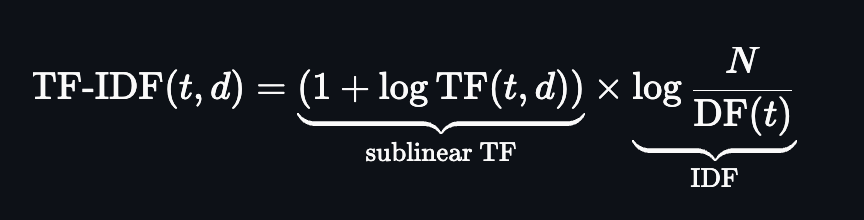 TF-IDF(t, d) = (1 + log TF(t, d)) × log N / DF(t)
sublinear TF
IDF